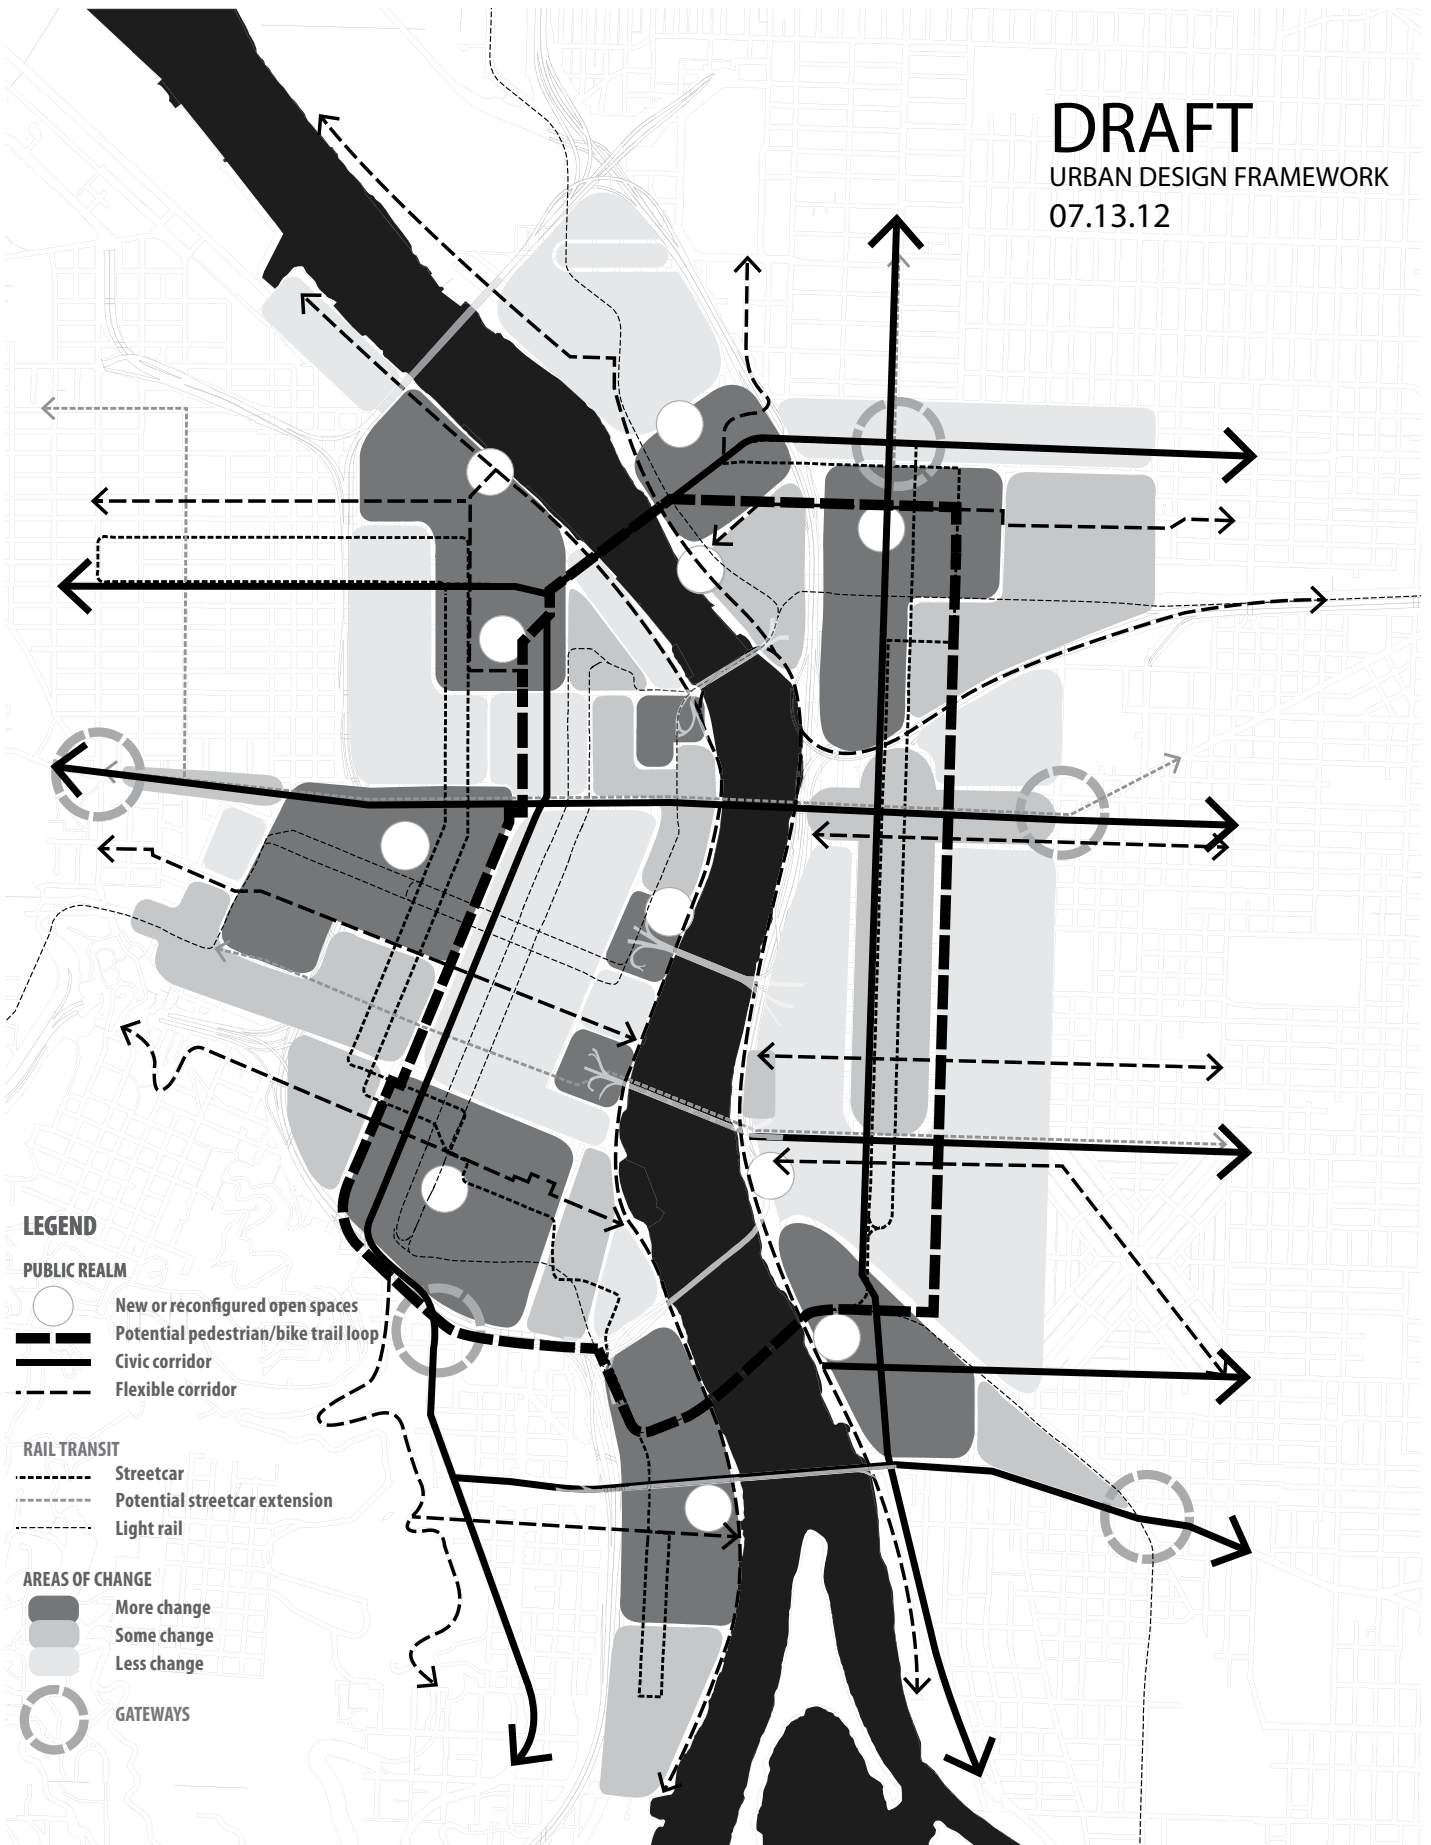 DRAFT
URBAN DESIGN FRAMEWORK
07.13.12
LEGEND
PUBLIC REALM
New or reconfigured open spaces
Potential pedestrian/bike trail loop
Civic corridor
Flexible corridor
RAIL TRANSIT
Streetcar
Potential streetcar extension
Light rail
AREAS OF CHANGE
More change
Some change
Less change
GATEWAYS